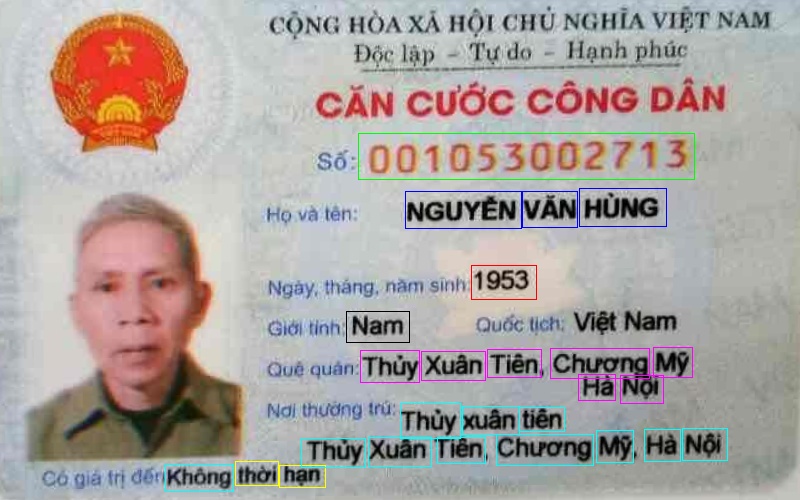 CỘNG HÒA XÃ HỘI CHỦ NGHĨA VIỆT NAM
Độc lập - Tự do - Hạnh phúc
CĂN CƯỚC CÔNG DÂN
Số: 001053002713
Họ và tên: NGUYỄN VĂN HÙNG
Ngày, tháng, năm sinh: 1953
Giới tính: Nam Quốc tịch: Việt Nam
Quê quán: Thủy Xuân Tiên, Chương Mỹ
Hà Nội
Nơi thường trú: Thủy xuân tiên
Thủy Xuân Tiên, Chương Mỹ, Hà Nội
Có giá trị đến Không thời hạn